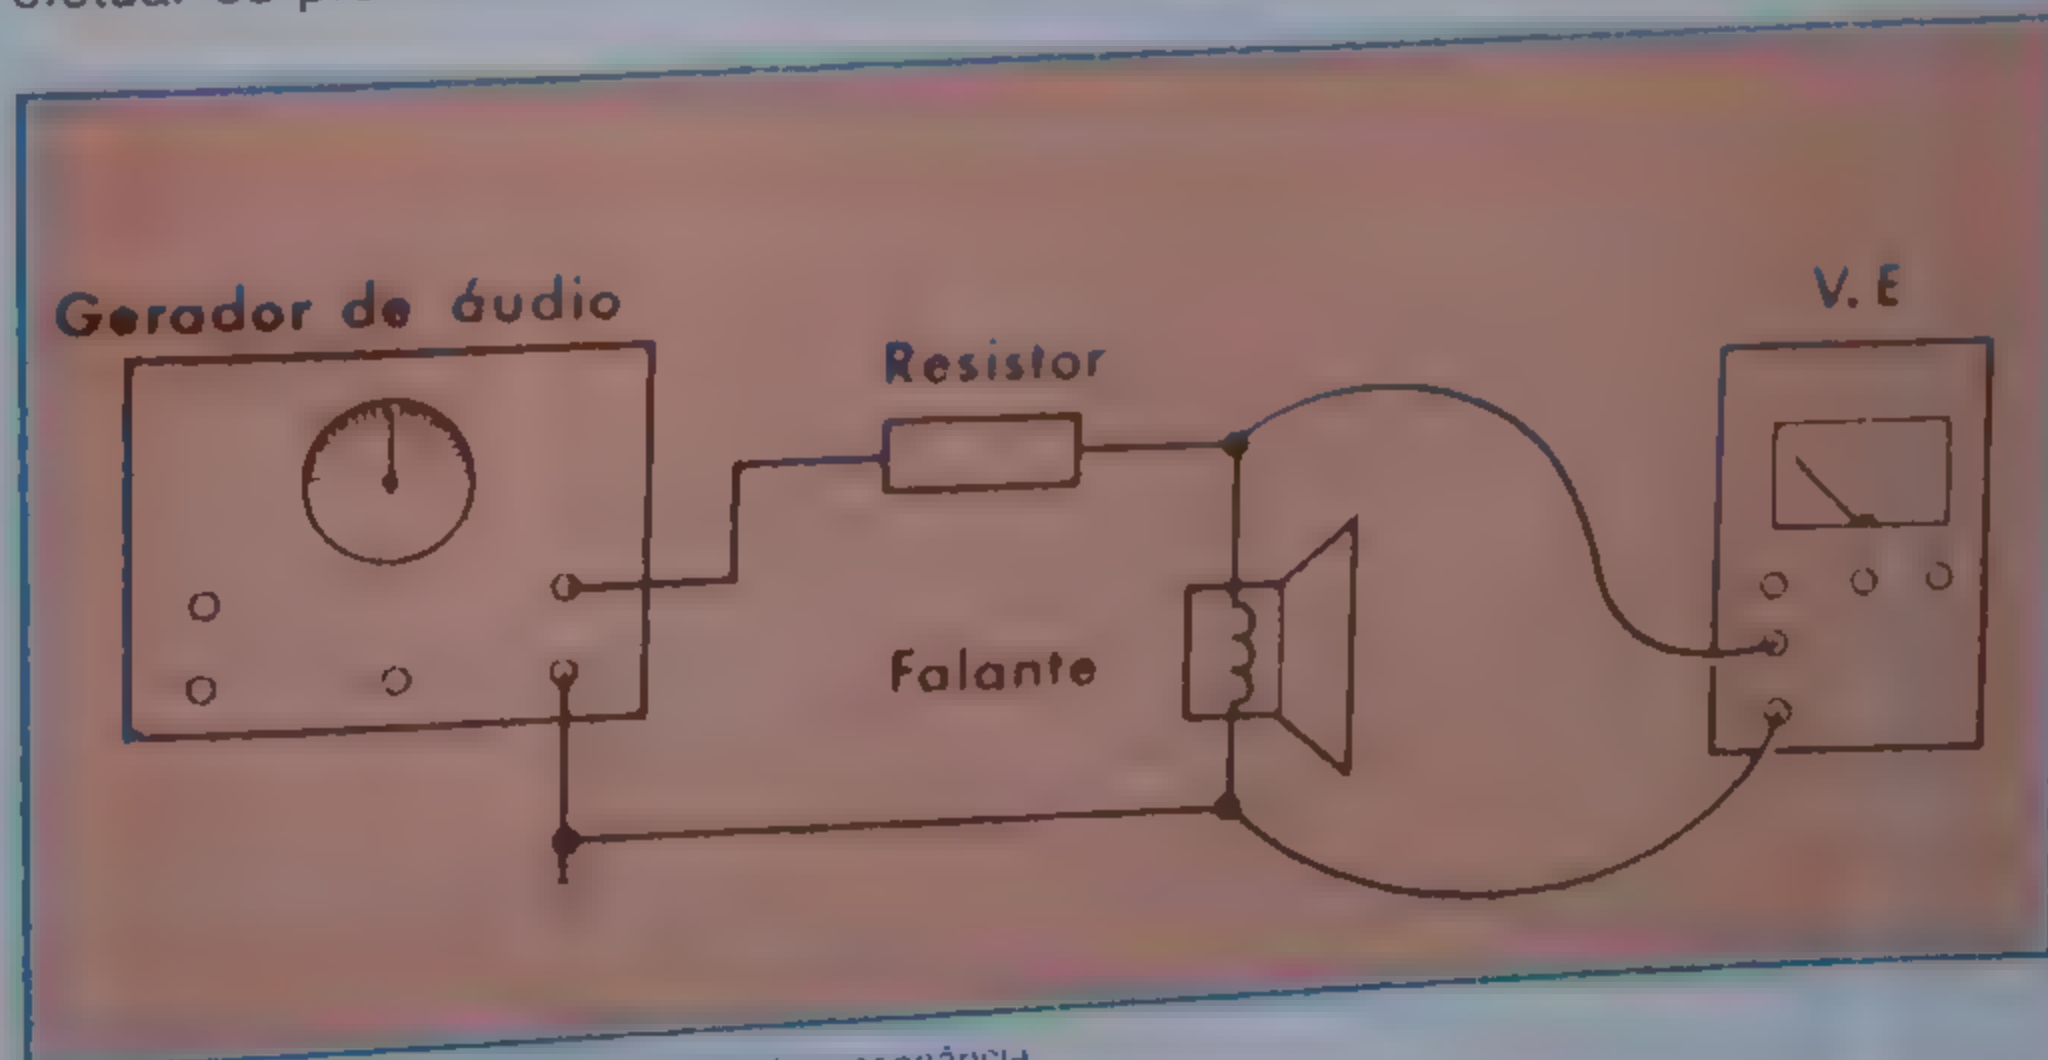 Gerador de áudio
V. E
Resistor
Falante